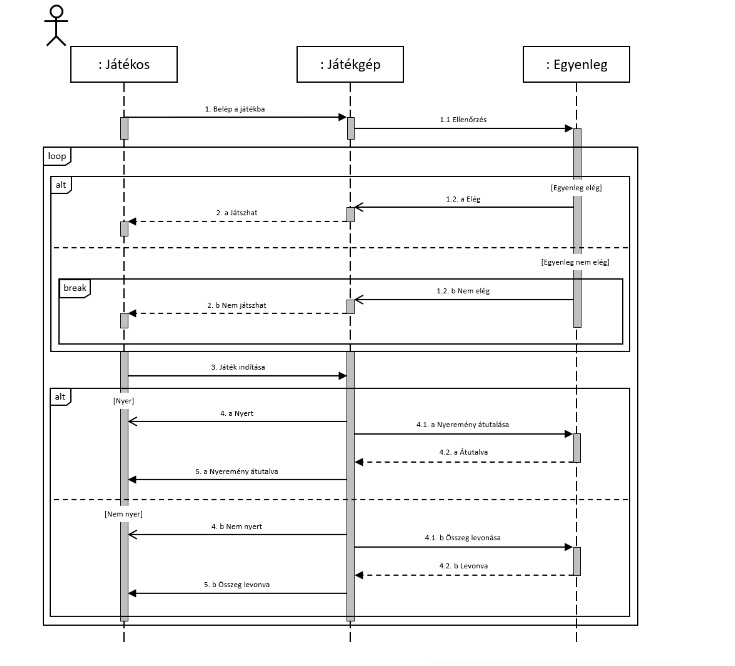 : Játékos
: Játékgép
: Egyenleg
1. Belép a játékba
1.1 Ellenőrzés
loop
alt
[Egyenleg elég]
1.2. a Elég
2. a Játszhat
[Egyenleg nem elég]
break
1.2. b Nem elég
2. b Nem játszhat
3. Játék indítása
alt
[Nyer]
4. a Nyert
4.1. a Nyeremény átutalása
4.2. a Átutalva
5. a Nyeremény átutalva
[Nem nyer]
4. b Nem nyert
4.1. b Összeg levonása
4.2. b Levonva
5. b Összeg levonva